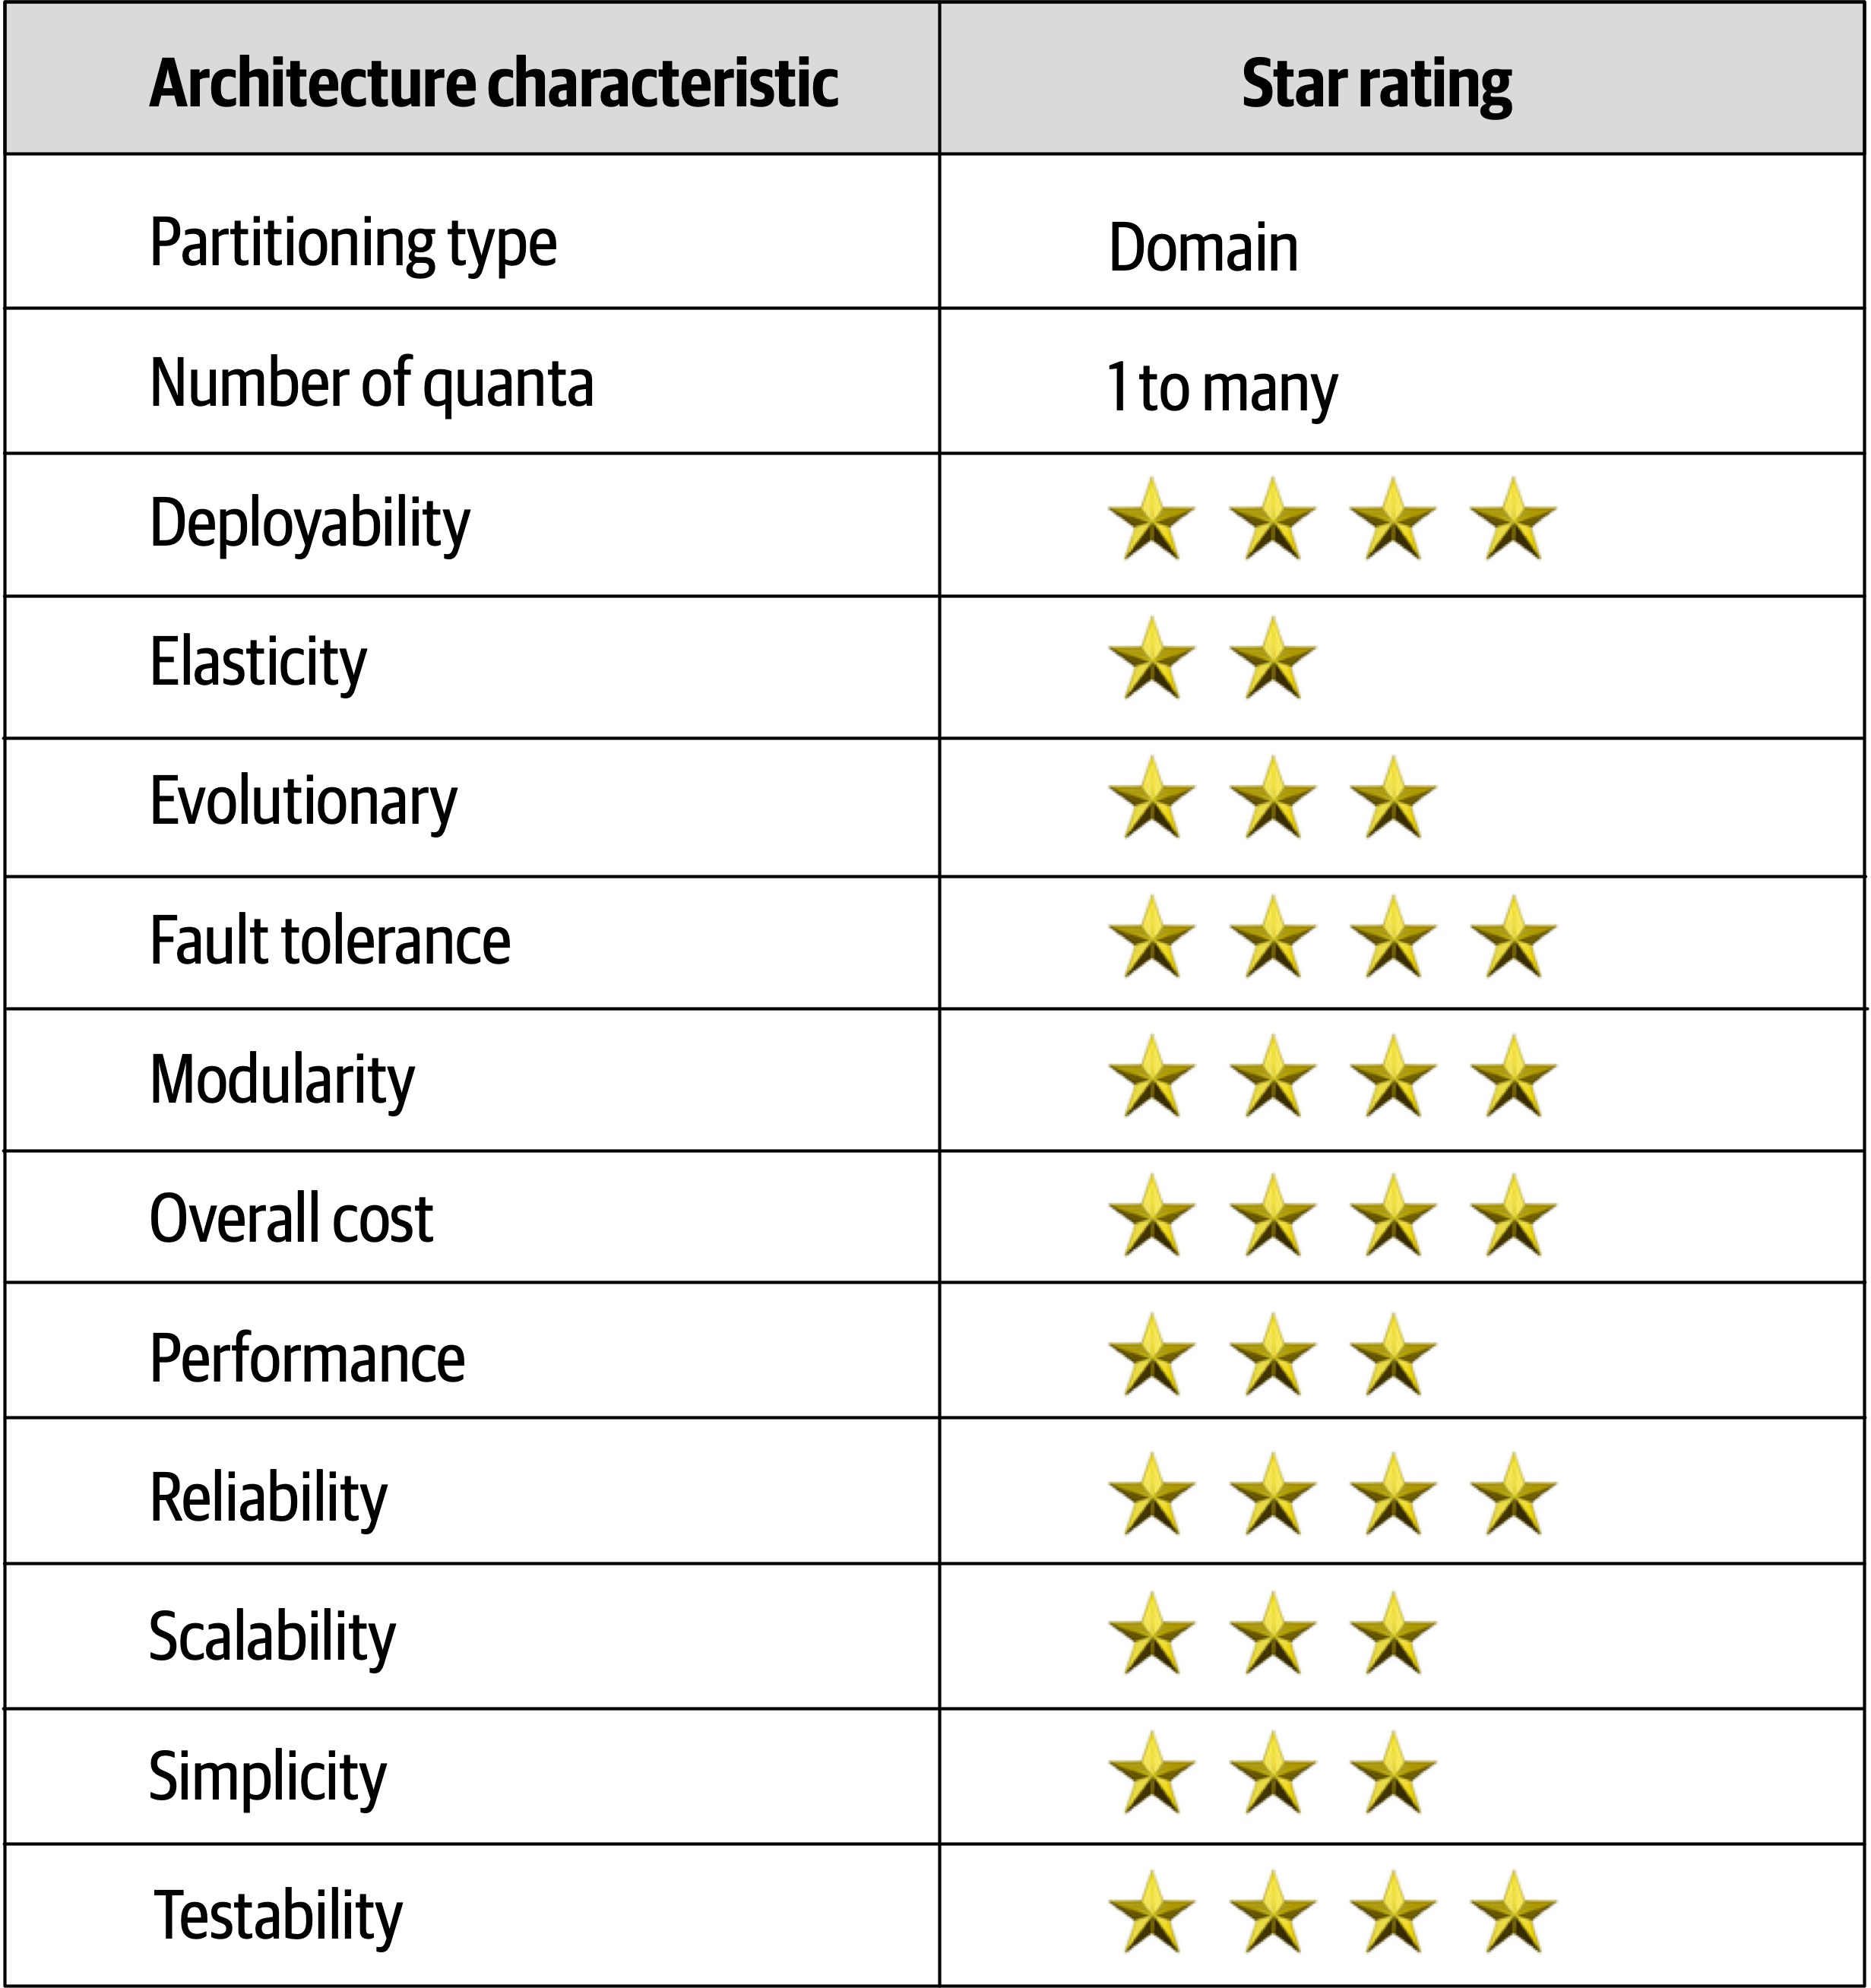 Architecture characteristic
Star rating
Partitioning type
Domain
Number of quanta
1 to many
Deployability
Elasticity
Evolutionary
Fault tolerance
Modularity
Overall cost
Performance
Reliability
Scalability
Simplicity
Testability